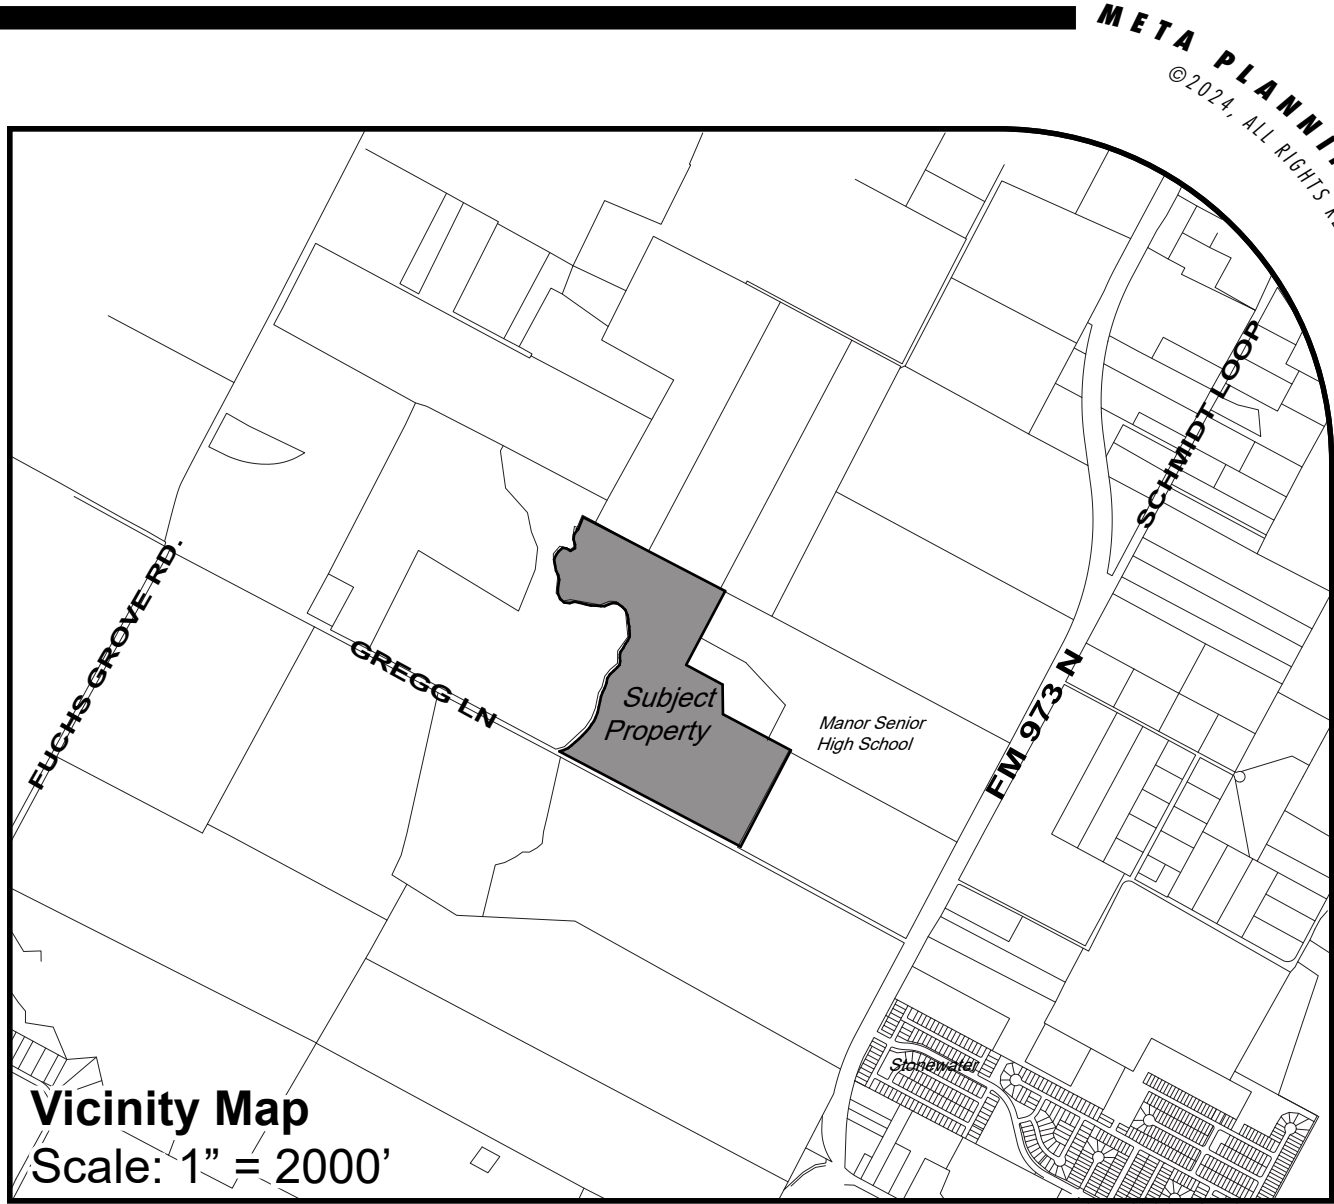 META PLANNI
©2024, ALL RIGHTS RE
SCHMIDT LOOP
FUCHS GROVE RD.
GREGG LN
FM 973 N
Subject
Property
Manor Senior
High School
Stonewater
Vicinity Map
Scale: 1” = 2000’